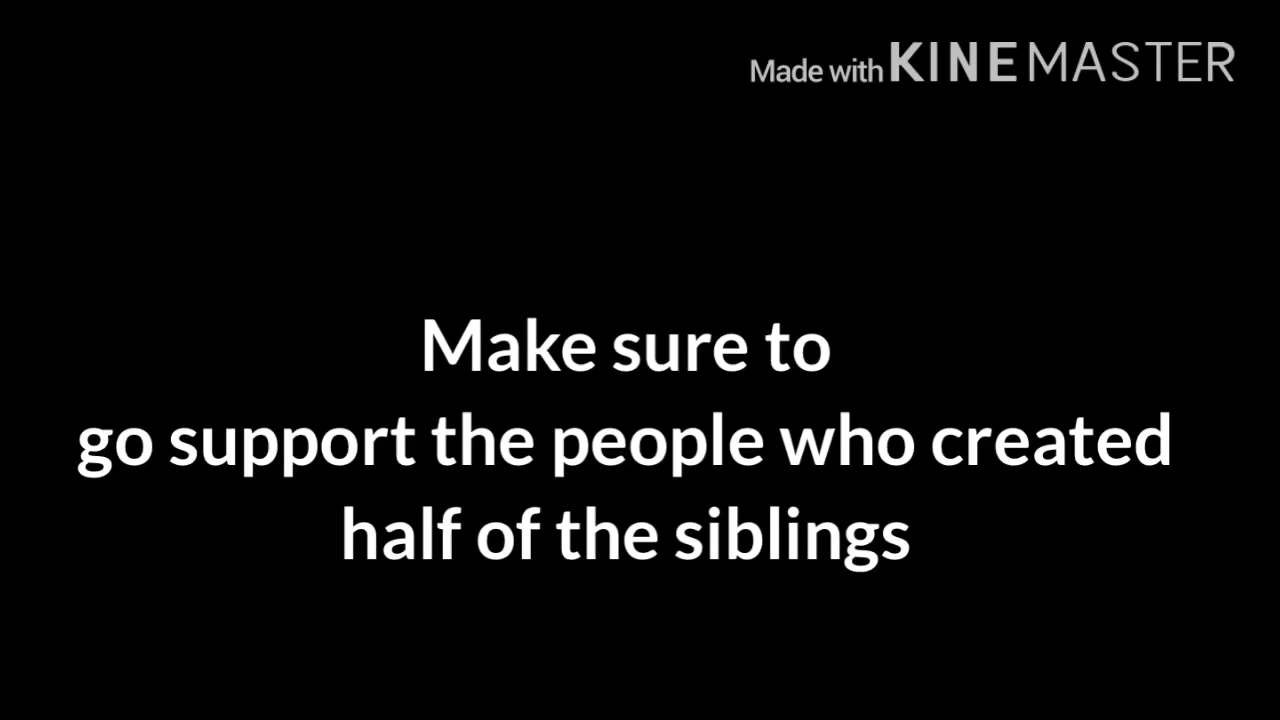 Made with KINEMASTER
Make sure to
go support the people who created
half of the siblings